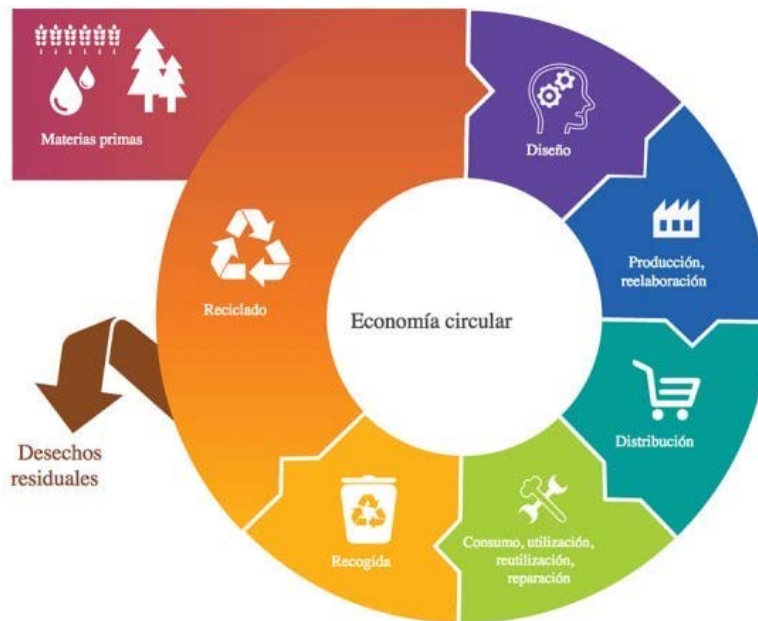 Materias primas
Diseño
Producción,
reelaboración
Distribución
Consumo, utilización,
reutilización,
reparación
Recogida
Reciclado
Desechos
residuales
Economía circular